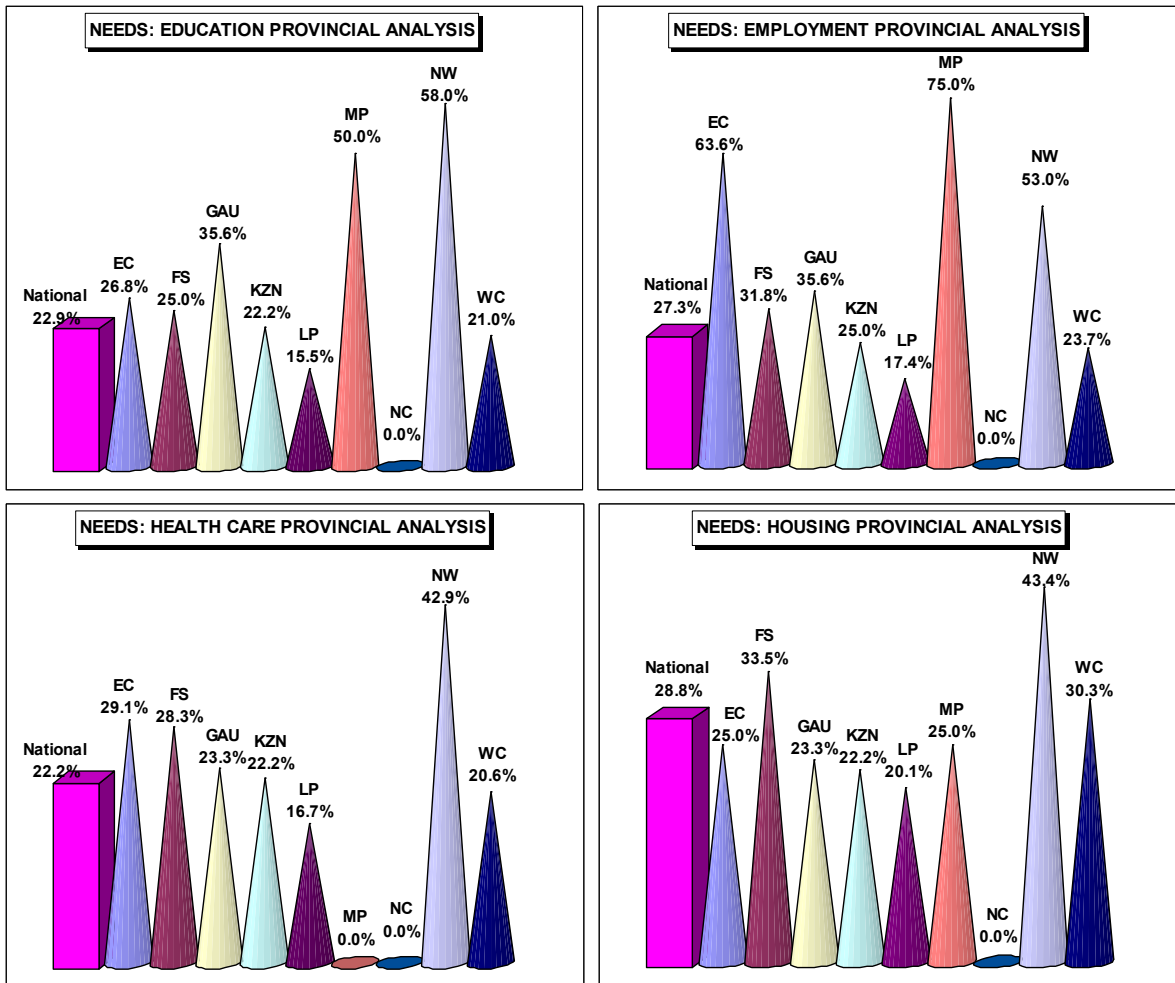 NEEDS: EDUCATION PROVINCIAL ANALYSIS
National
22.9%
EC
26.8%
FS
25.0%
GAU
35.6%
KZN
22.2%
LP
15.5%
MP
50.0%
NC
0.0%
NW
58.0%
WC
21.0%
NEEDS: EMPLOYMENT PROVINCIAL ANALYSIS
National
27.3%
EC
63.6%
FS
31.8%
GAU
35.6%
KZN
25.0%
LP
17.4%
MP
75.0%
NC
0.0%
NW
53.0%
WC
23.7%
NEEDS: HEALTH CARE PROVINCIAL ANALYSIS
National
22.2%
EC
29.1%
FS
28.3%
GAU
23.3%
KZN
22.2%
LP
16.7%
MP
0.0%
NC
0.0%
NW
42.9%
WC
20.6%
NEEDS: HOUSING PROVINCIAL ANALYSIS
National
28.8%
EC
25.0%
FS
33.5%
GAU
23.3%
KZN
22.2%
LP
20.1%
MP
25.0%
NC
0.0%
NW
43.4%
WC
30.3%